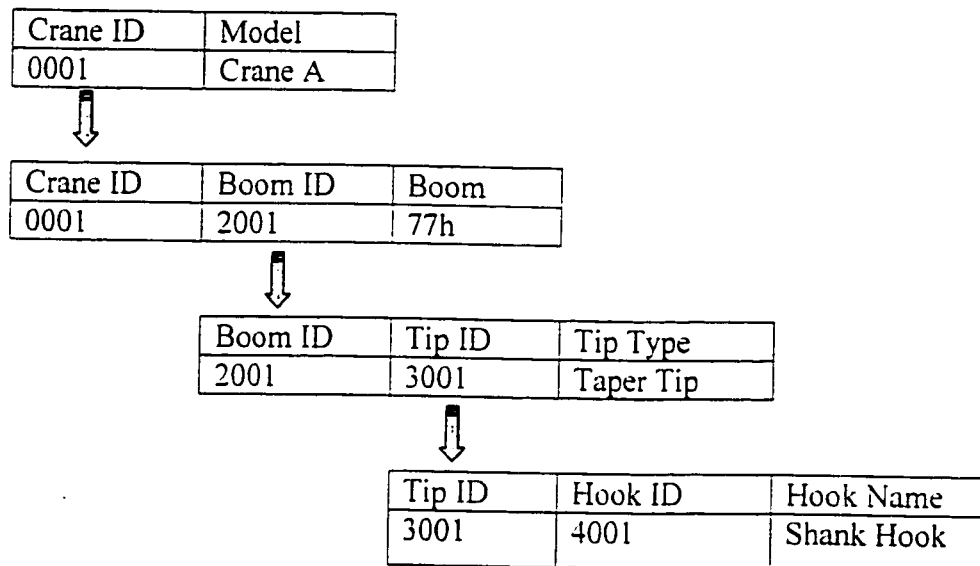 Crane ID Model
0001 Crane A
Crane ID Boom ID Boom
0001 2001 77h
Boom ID Tip ID Tip Type
2001 3001 Taper Tip
Tip ID Hook ID Hook Name
3001 4001 Shank Hook